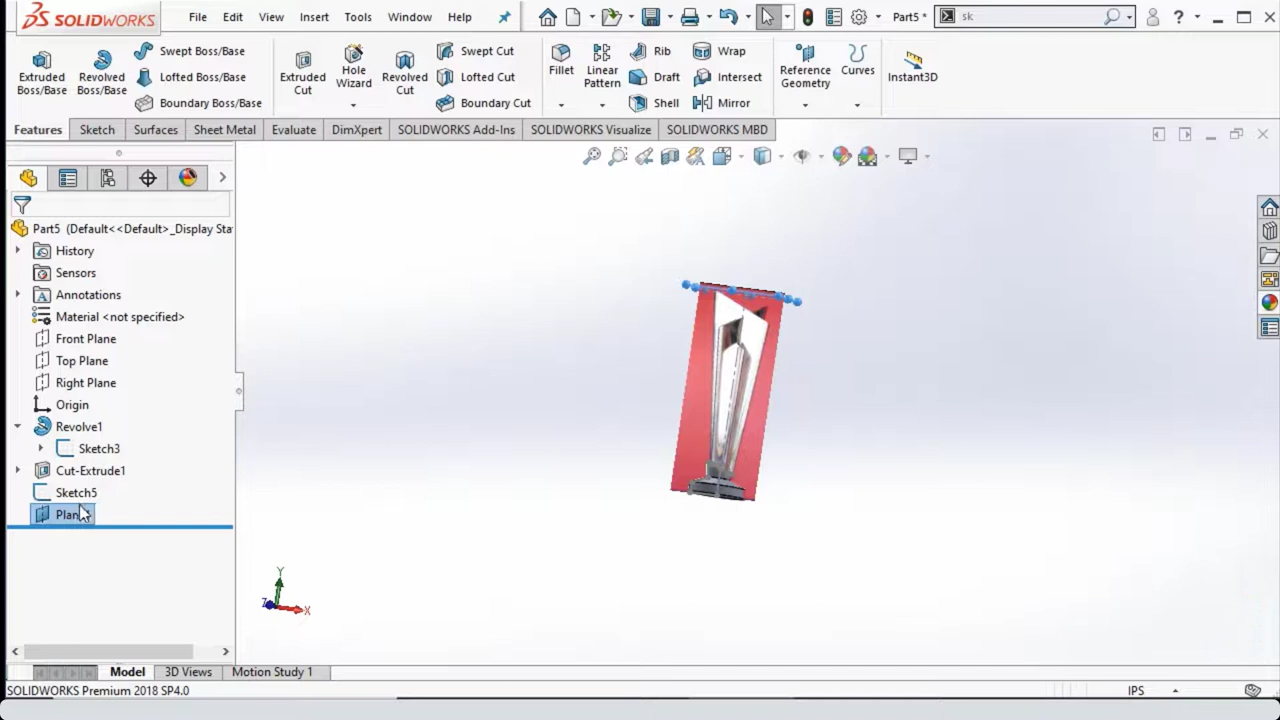 SOLIDWORKS File Edit View Insert Tools Window Help Part5 * sk
Extruded Boss/Base
Revolved Boss/Base
Swept Boss/Base
Lofted Boss/Base
Boundary Boss/Base
Extruded Cut
Hole Wizard
Revolved Cut
Swept Cut
Lofted Cut
Boundary Cut
Fillet
Linear Pattern
Rib
Draft
Shell
Wrap
Intersect
Mirror
Reference Geometry
Curves
Instant3D
Features Sketch Surfaces Sheet Metal Evaluate DimXpert SOLIDWORKS Add-Ins SOLIDWORKS Visualize SOLIDWORKS MBD
Part5 (Default<<Default>_Display Sta
History
Sensors
Annotations
Material <not specified>
Front Plane
Top Plane
Right Plane
Origin
Revolve1
Sketch3
Cut-Extrude1
Sketch5
Plan
Y
Z X
Model 3D Views Motion Study 1
SOLIDWORKS Premium 2018 SP4.0 IPS